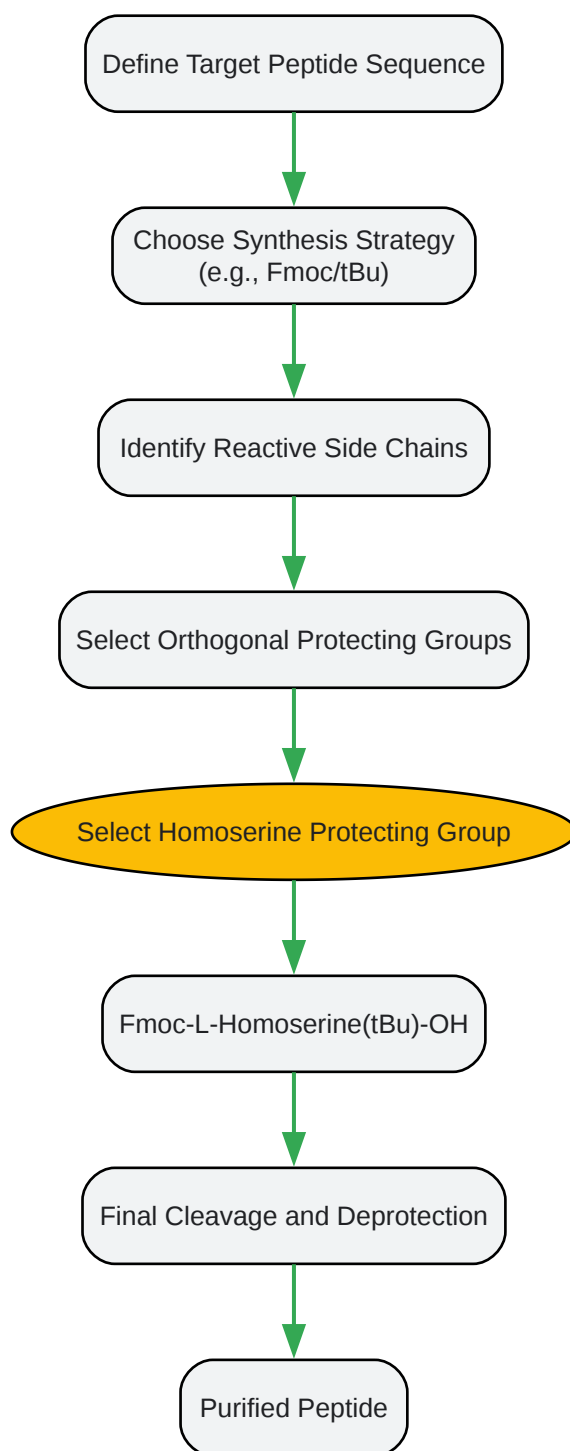 Define Target Peptide Sequence
Choose Synthesis Strategy
(e.g., Fmoc/tBu)
Identify Reactive Side Chains
Select Orthogonal Protecting Groups
Select Homoserine Protecting Group
Fmoc-L-Homoserine(tBu)-OH
Final Cleavage and Deprotection
Purified Peptide